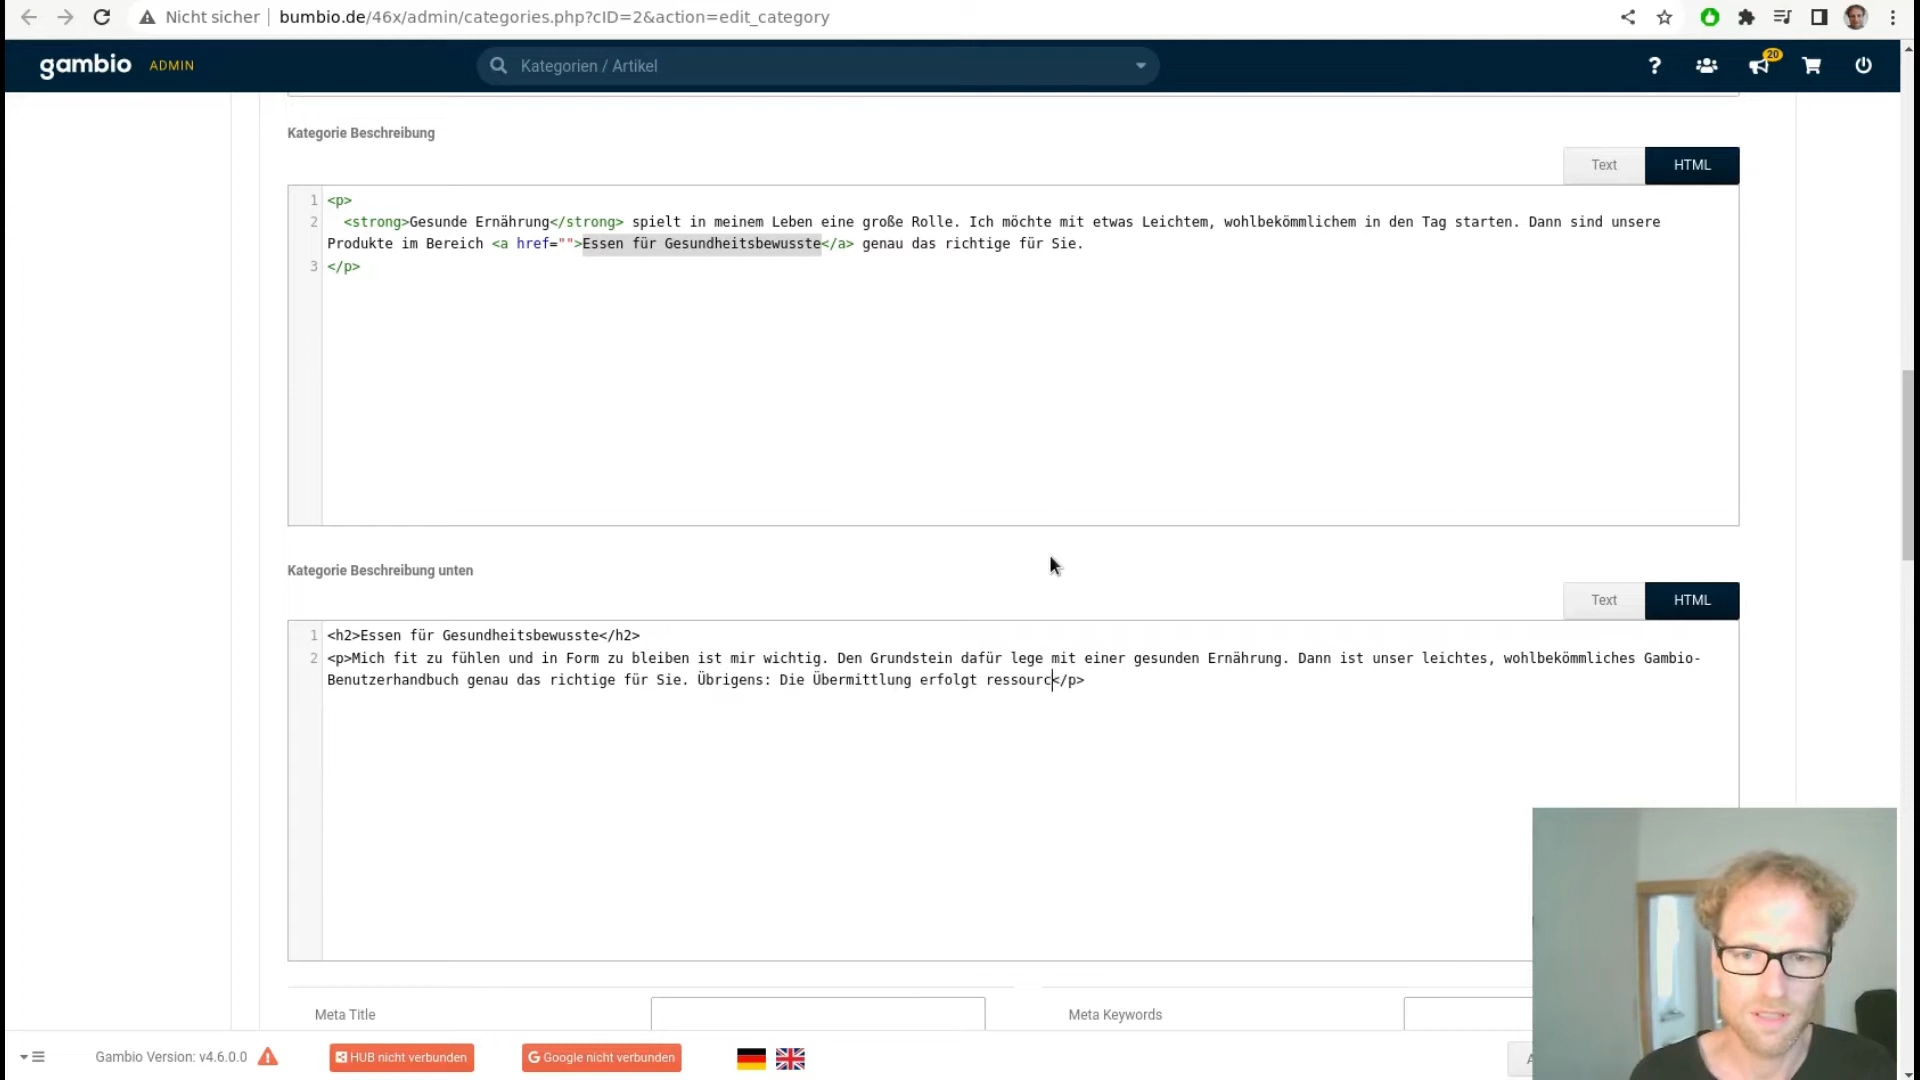 Nicht sicher
bumbio.de/46x/admin/categories.php?cID=2&action=edit_category
gambio ADMIN
Kategorien / Artikel
?
20
Kategorie Beschreibung
Text HTML
1 <p>
2 <strong>Gesunde Ernährung</strong> spielt in meinem Leben eine große Rolle. Ich möchte mit etwas Leichtem, wohlbekömmlichem in den Tag starten. Dann sind unsere
Produkte im Bereich <a href="">Essen für Gesundheitsbewusste</a> genau das richtige für Sie.
3 </p>
Kategorie Beschreibung unten
Text HTML
1 <h2>Essen für Gesundheitsbewusste</h2>
2 <p>Mich fit zu fühlen und in Form zu bleiben ist mir wichtig. Den Grundstein dafür lege mit einer gesunden Ernährung. Dann ist unser leichtes, wohlbekömmliches Gambio-
Benutzerhandbuch genau das richtige für Sie. Übrigens: Die Übermittlung erfolgt ressourc</p>
Meta Title
Meta Keywords
Gambio Version: v4.6.0.0
HUB nicht verbunden
Google nicht verbunden